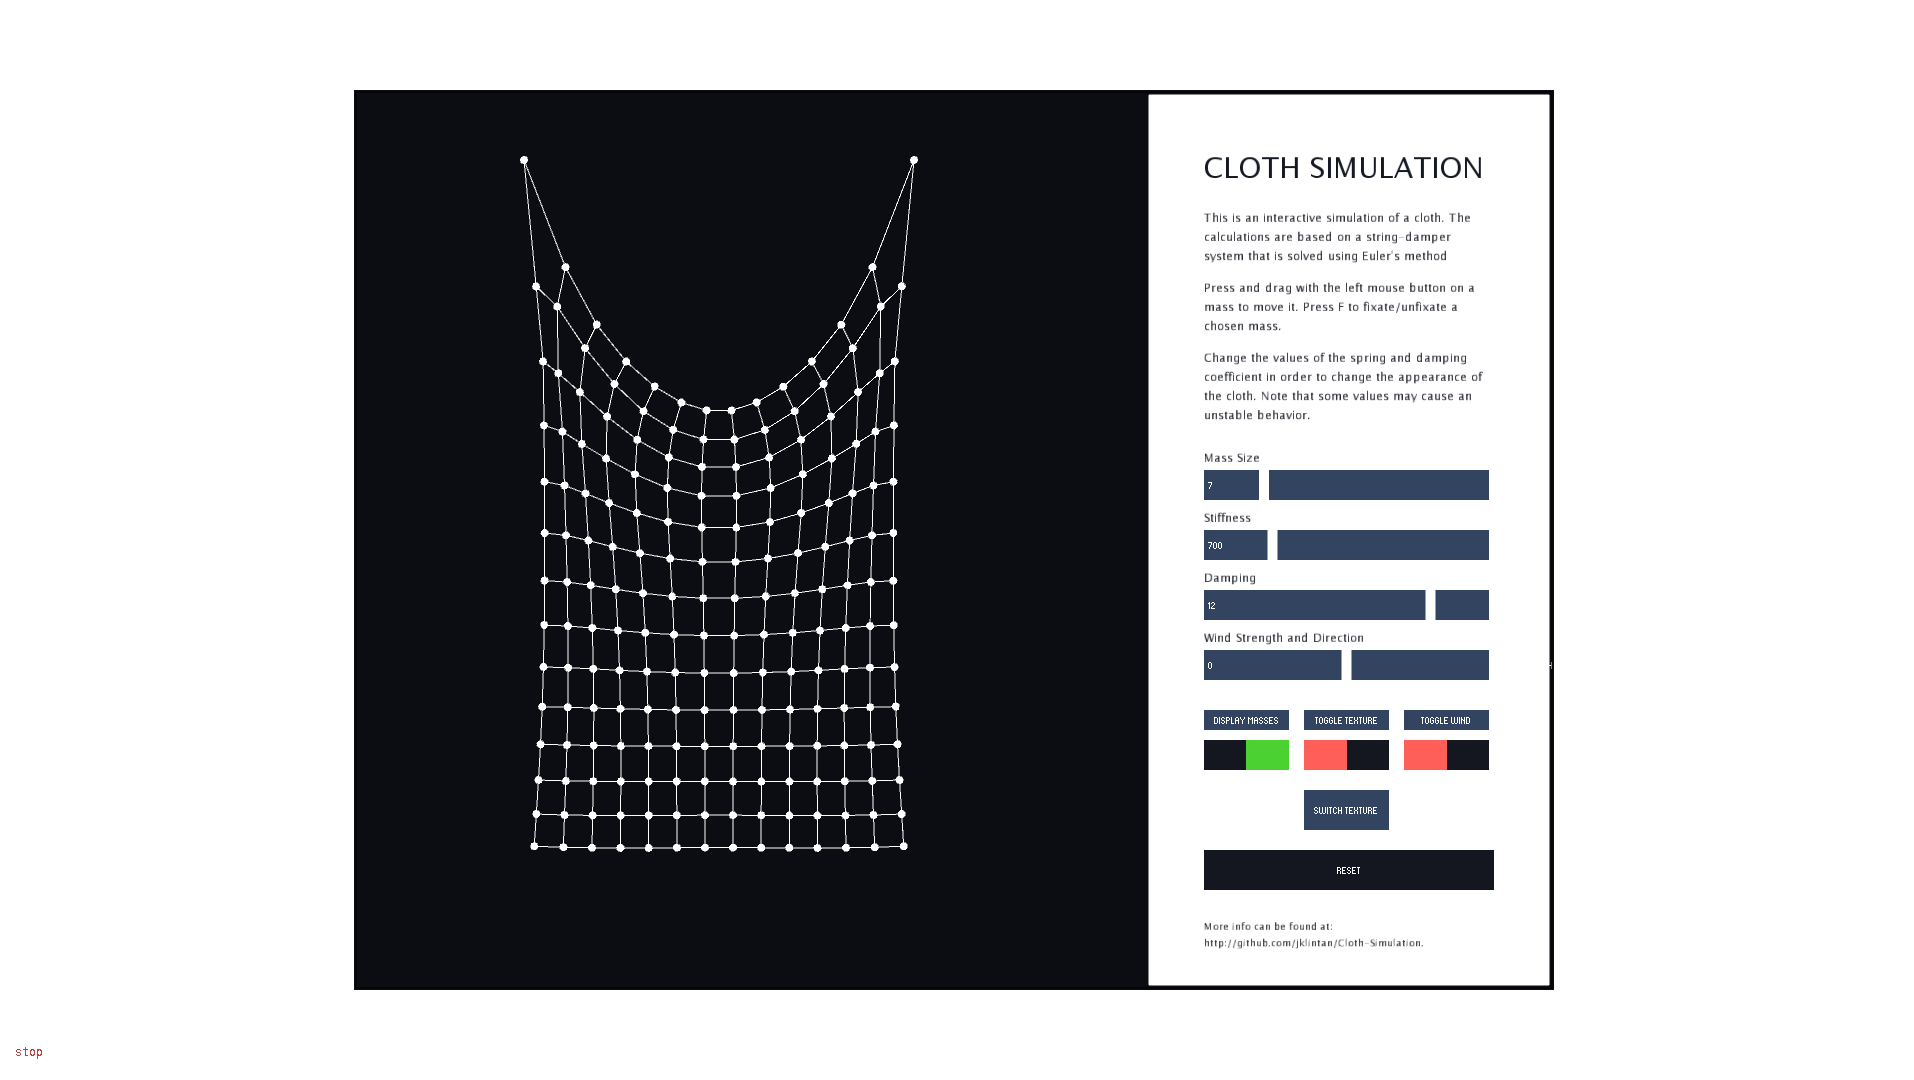 CLOTH SIMULATION
This is an interactive simulation of a cloth. The
calculations are based on a string-damper
system that is solved using Euler's method
Press and drag with the left mouse button on a
mass to move it. Press F to fixate/unfixate a
chosen mass.
Change the values of the spring and damping
coefficient in order to change the appearance of
the cloth. Note that some values may cause an
unstable behavior.
Mass Size
7
Stiffness
700
Damping
12
Wind Strength and Direction
0
DISPLAY MASSES
TOGGLE TEXTURE
TOGGLE WIND
SWITCH TEXTURE
RESET
More info can be found at:
http://github.com/jklintan/Cloth-Simulation.
stop